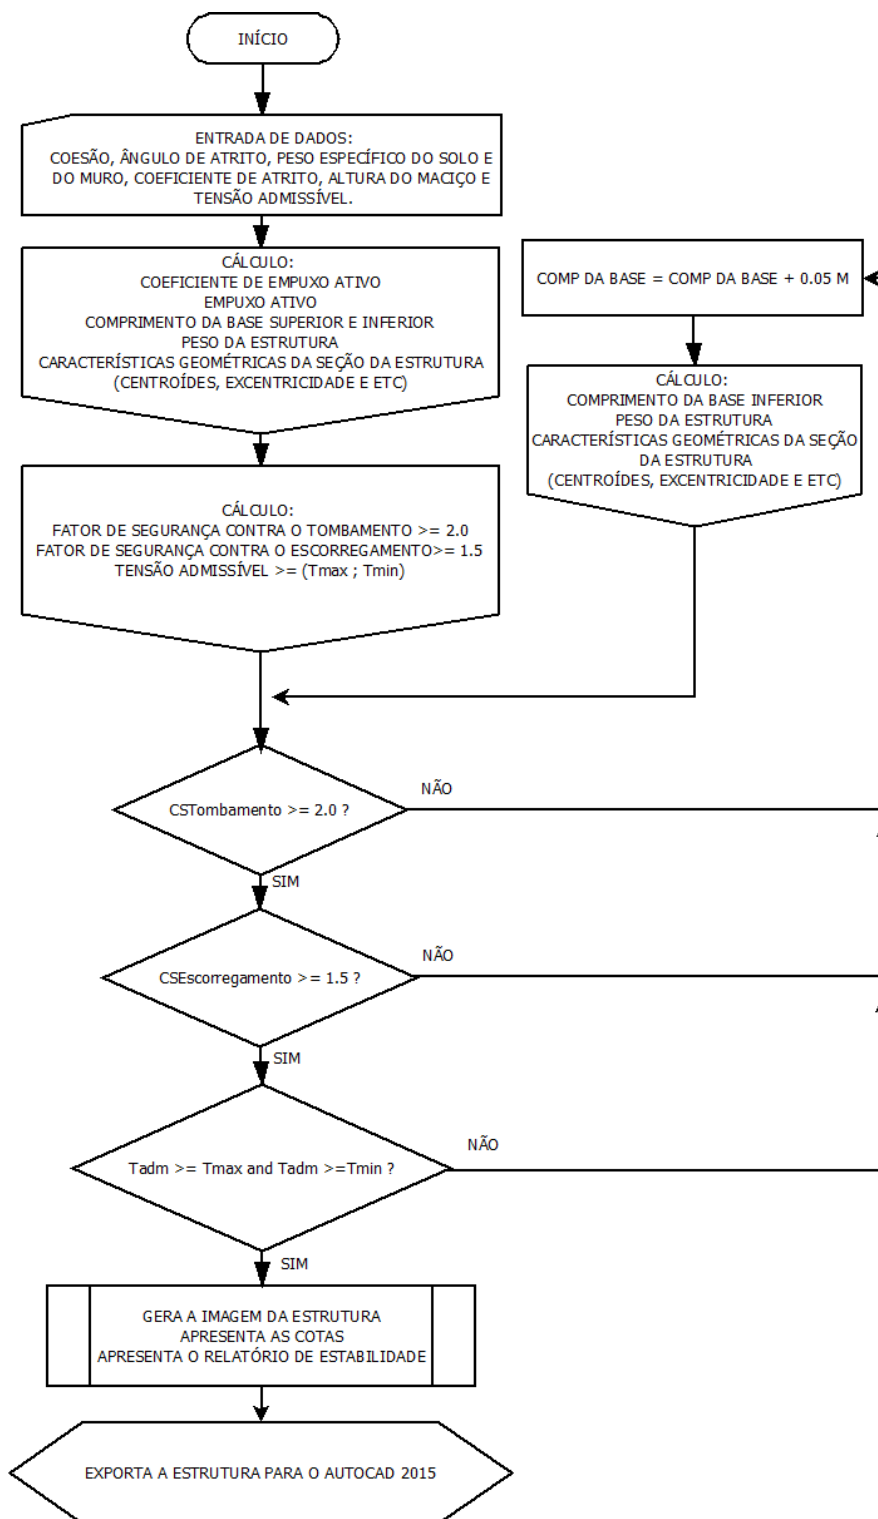 INÍCIO
ENTRADA DE DADOS:
COESÃO, ÂNGULO DE ATRITO, PESO ESPECÍFICO DO SOLO E
DO MURO, COEFICIENTE DE ATRITO, ALTURA DO MACIÇO E
TENSÃO ADMISSÍVEL.
CÁLCULO:
COEFICIENTE DE EMPUXO ATIVO
EMPUXO ATIVO
COMPRIMENTO DA BASE SUPERIOR E INFERIOR
PESO DA ESTRUTURA
CARACTERÍSTÍCAS GEOMÉTRICAS DA SEÇÃO DA ESTRUTURA
(CENTROÍDES, EXCENTRICIDADE E ETC)
COMP DA BASE = COMP DA BASE + 0.05 M
CÁLCULO:
COMPRIMENTO DA BASE INFERIOR
PESO DA ESTRUTURA
CARACTERÍSTÍCAS GEOMÉTRICAS DA SEÇÃO
DA ESTRUTURA
(CENTROÍDES, EXCENTRICIDADE E ETC)
CÁLCULO:
FATOR DE SEGURANÇA CONTRA O TOMBAMENTO >= 2.0
FATOR DE SEGURANÇA CONTRA O ESCORREGAMENTO>= 1.5
TENSÃO ADMISSÍVEL >= (Tmax ; Tmin)
CSTombamento >= 2.0 ?
NÃO
SIM
CSEscorregamento >= 1.5 ?
NÃO
SIM
Tadm >= Tmax and Tadm >=Tmin ?
NÃO
SIM
GERA A IMAGEM DA ESTRUTURA
APRESENTA AS COTAS
APRESENTA O RELATÓRIO DE ESTABILIDADE
EXPORTA A ESTRUTURA PARA O AUTOCAD 2015